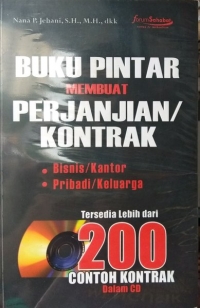 Nana P. Jehani, S.H., M.H., dkk
BUKU PINTAR
MEMBUAT
PERJANJIAN/
KONTRAK
• Bisnis/Kantor
• Pribadi/Keluarga
Tersedia Lebih dari
200
CONTOH KONTRAK
Dalam CD